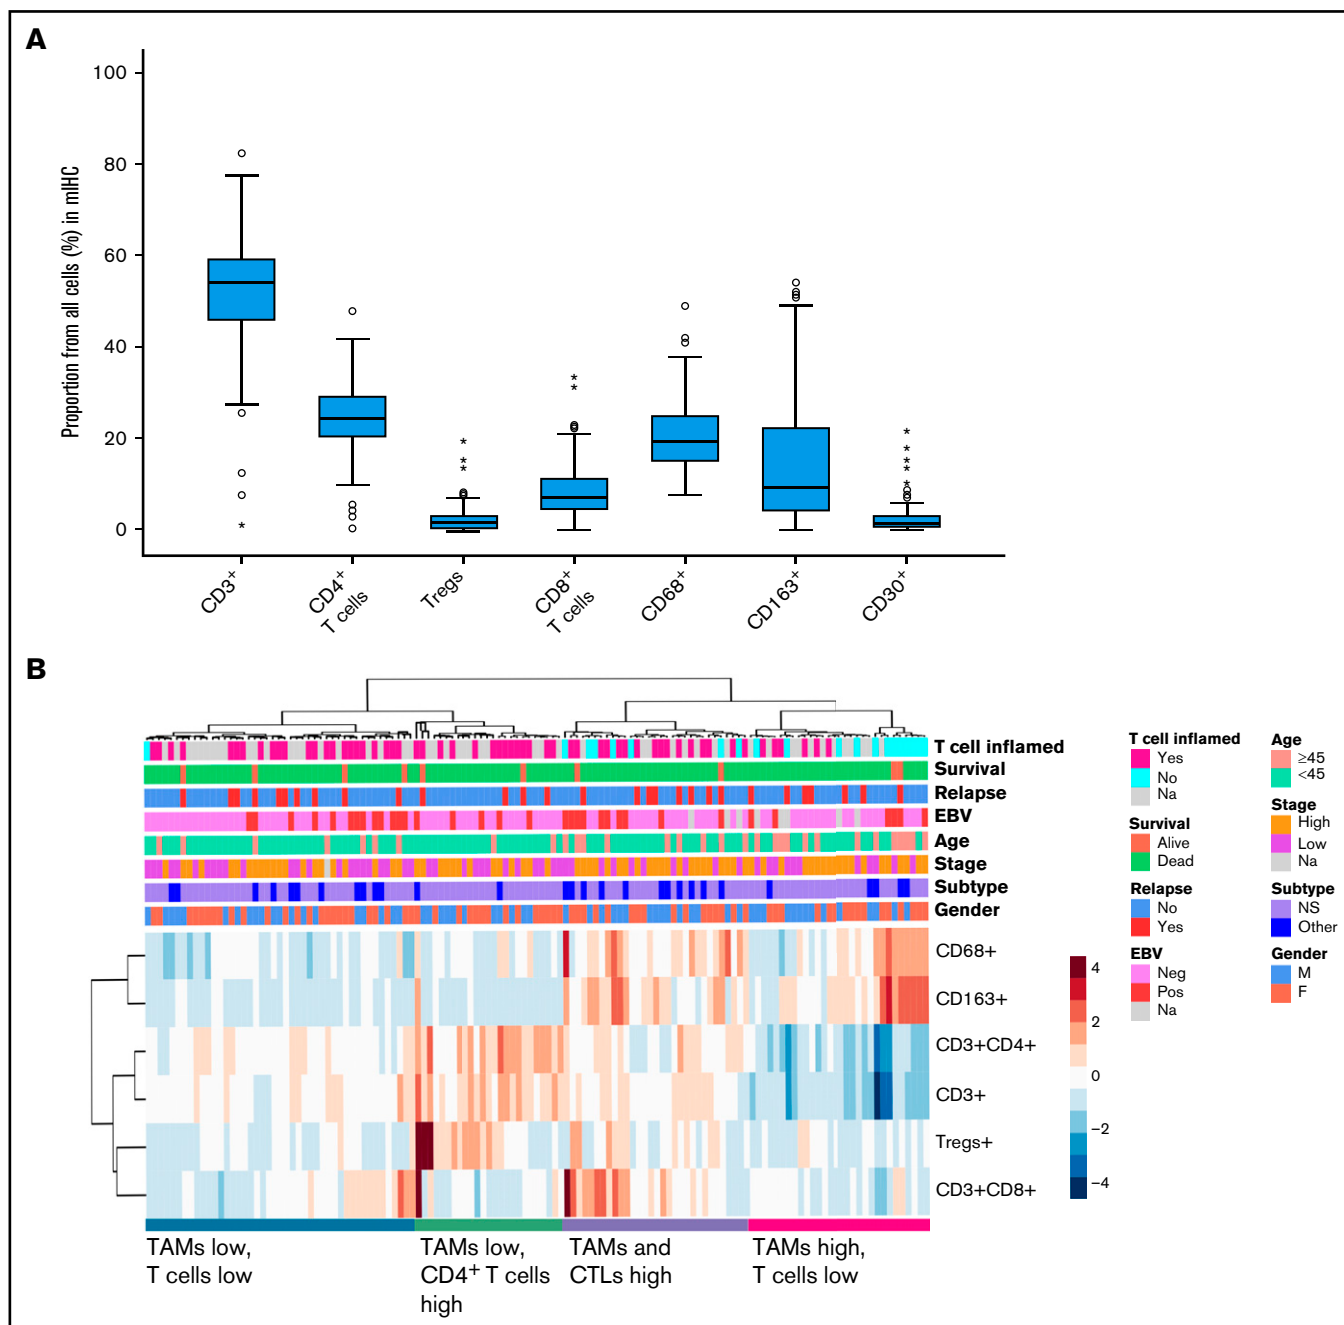 A
Proportion from all cells (%) in mIHC
100
80
60
40
20
0
CD3+
CD4+
T cells
Tregs
CD8+
T cells
CD68+
CD163+
CD30+
B
T cell inflamed
Survival
Relapse
EBV
Age
Stage
Subtype
Gender
CD68+
CD163+
CD3+CD4+
CD3+
Tregs+
CD3+CD8+
4
2
0
−2
−4
T cell inflamed
Yes
No
Na
Survival
Alive
Dead
Relapse
No
Yes
EBV
Neg
Pos
Na
Age
≥45
<45
Stage
High
Low
Na
Subtype
NS
Other
Gender
M
F
TAMs low,
T cells low
TAMs low,
CD4+ T cells
high
TAMs and
CTLs high
TAMs high,
T cells low